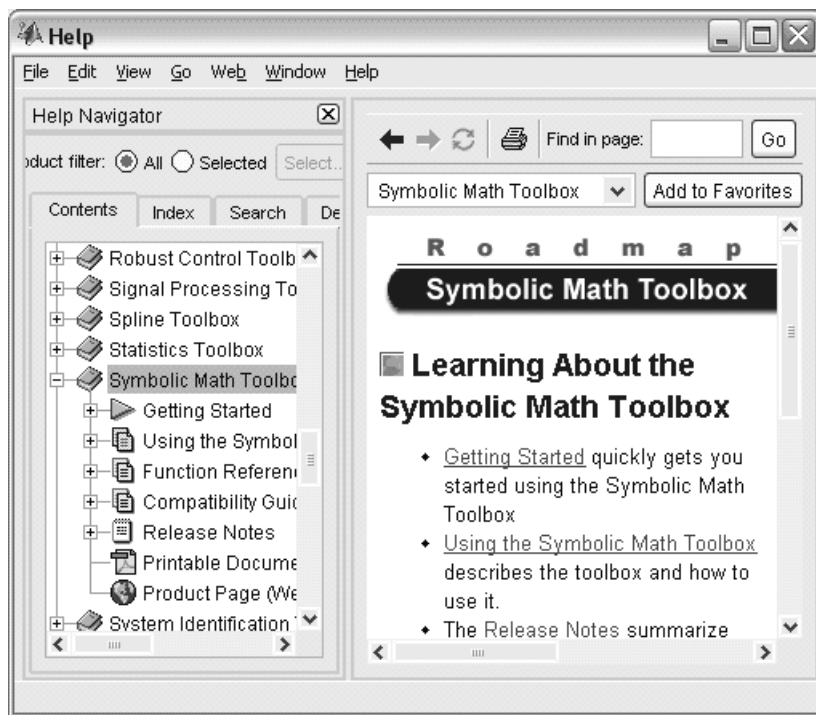 Help
File Edit View Go Web Window Help
Help Navigator
oduct filter: All Selected Select...
Contents Index Search De
Robust Control Toolb
Signal Processing To
Spline Toolbox
Statistics Toolbox
Symbolic Math Toolbo
Getting Started
Using the Symbol
Function Referen
Compatibility Guid
Release Notes
Printable Docume
Product Page (We
System Identification T
Find in page: Go
Symbolic Math Toolbox Add to Favorites
Roadmap
Symbolic Math Toolbox
Learning About the
Symbolic Math Toolbox
• Getting Started quickly gets you
started using the Symbolic Math
Toolbox
• Using the Symbolic Math Toolbox
describes the toolbox and how to
use it.
• The Release Notes summarize